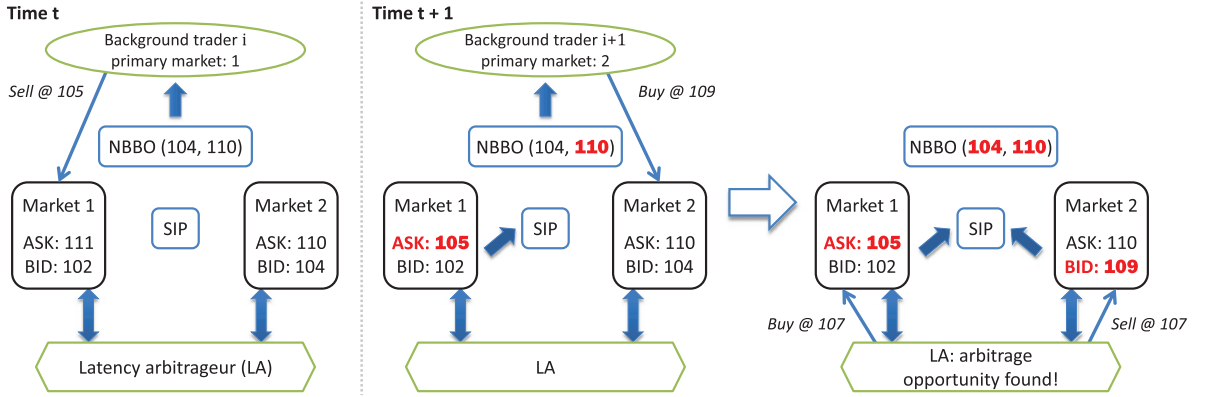 Time t
Background trader i
primary market: 1
Sell @ 105
NBBO (104, 110)
Market 1
ASK: 111
BID: 102
SIP
Market 2
ASK: 110
BID: 104
Latency arbitrageur (LA)
Time t + 1
Background trader i+1
primary market: 2
Buy @ 109
NBBO (104, 110)
Market 1
ASK: 105
BID: 102
SIP
Market 2
ASK: 110
BID: 104
LA
NBBO (104, 110)
Market 1
ASK: 105
BID: 102
SIP
Market 2
ASK: 110
BID: 109
Buy @ 107
Sell @ 107
LA: arbitrage
opportunity found!